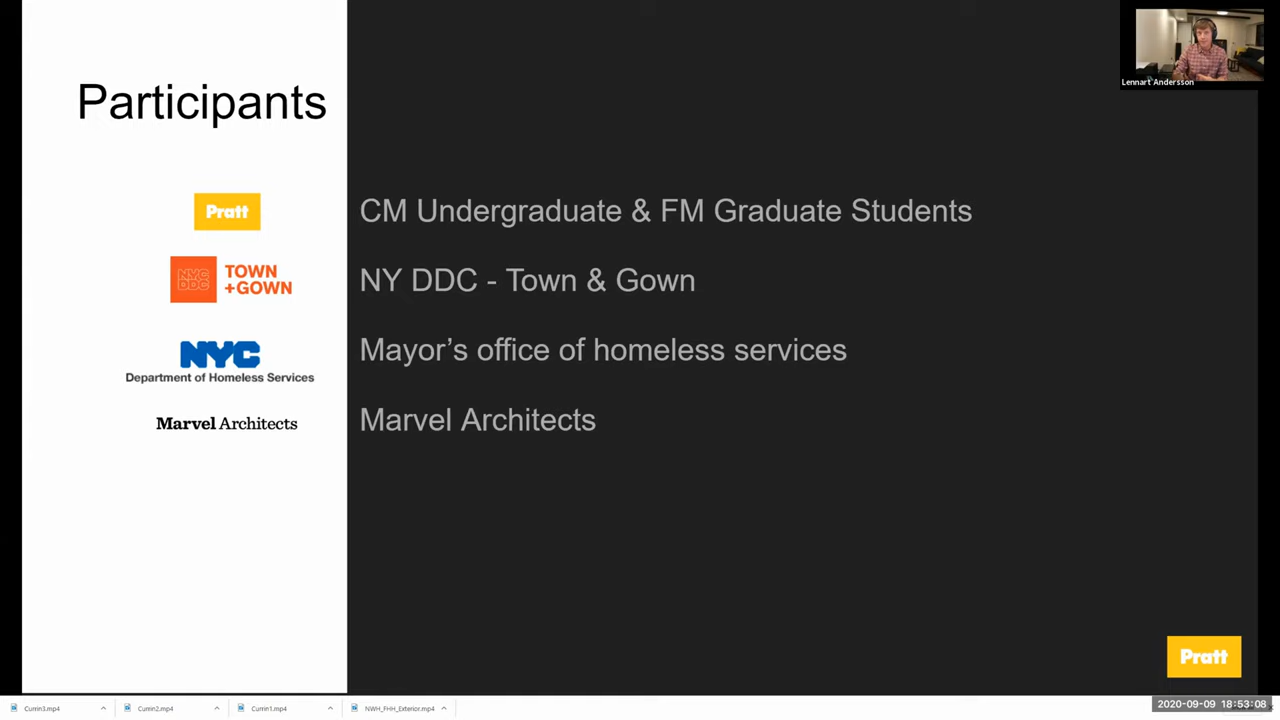 Lennart Andersson
Participants
Pratt
CM Undergraduate & FM Graduate Students
NYC
DDC
TOWN
+GOWN
NY DDC - Town & Gown
NYC
Department of Homeless Services
Mayor’s office of homeless services
Marvel Architects
Marvel Architects
Pratt
Currin3.mp4
Currin2.mp4
Currin1.mp4
NWH_FHH_Exterior.mp4
2020-09-09 18:53:08